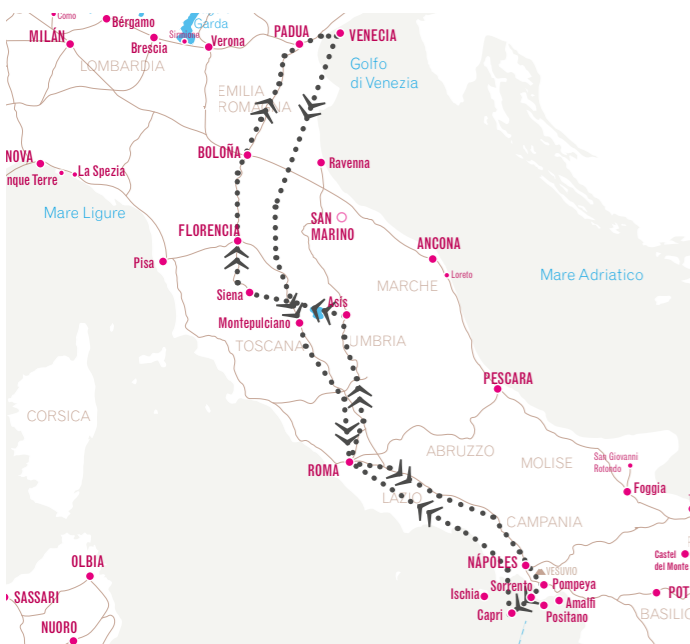 Como
Bérgamo
Garda
MILÁN
Brescia
Sirmione
Verona
PADUA
VENECIA
LOMBARDIA
Golfo
di Venezia
EMILIA
ROMAGNA
BOLOÑA
Ravenna
NOVA
nque Terre
La Spezia
Mare Ligure
FLORENCIA
SAN
MARINO
ANCONA
Pisa
Loreto
Mare Adriatico
MARCHE
Siena
Asís
Montepulciano
TOSCANA
UMBRIA
PESCARA
CORSICA
ABRUZZO
MOLISE
San Giovanni
Rotondo
ROMA
LAZIO
Foggia
CAMPANIA
NÁPOLES
VESUVIO
Castel
del Monte
OLBIA
Pompeya
Sorrento
Ischia
SASSARI
Amalfi
POT
Capri
Positano
BASILIC
NUORO